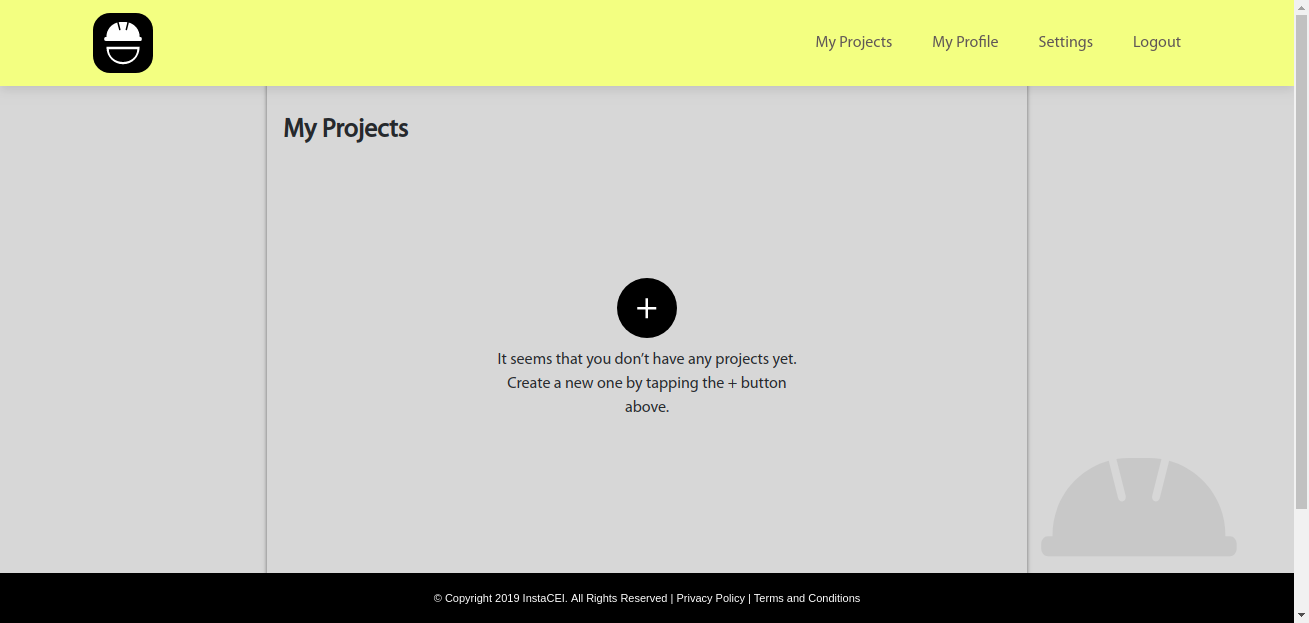 My Projects My Profile Settings Logout
My Projects
+
It seems that you don't have any projects yet.
Create a new one by tapping the + button
above.
© Copyright 2019 InstaCEI. All Rights Reserved | Privacy Policy | Terms and Conditions